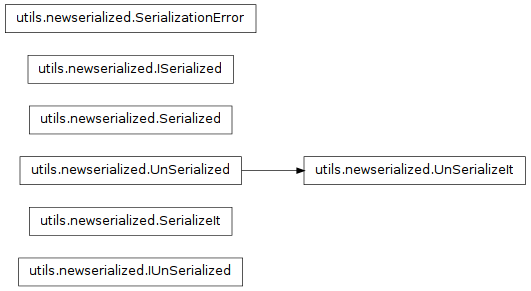 utils.newserialized.SerializationError
utils.newserialized.ISerialized
utils.newserialized.Serialized
utils.newserialized.UnSerialized
utils.newserialized.UnSerializeIt
utils.newserialized.SerializeIt
utils.newserialized.IUnSerialized